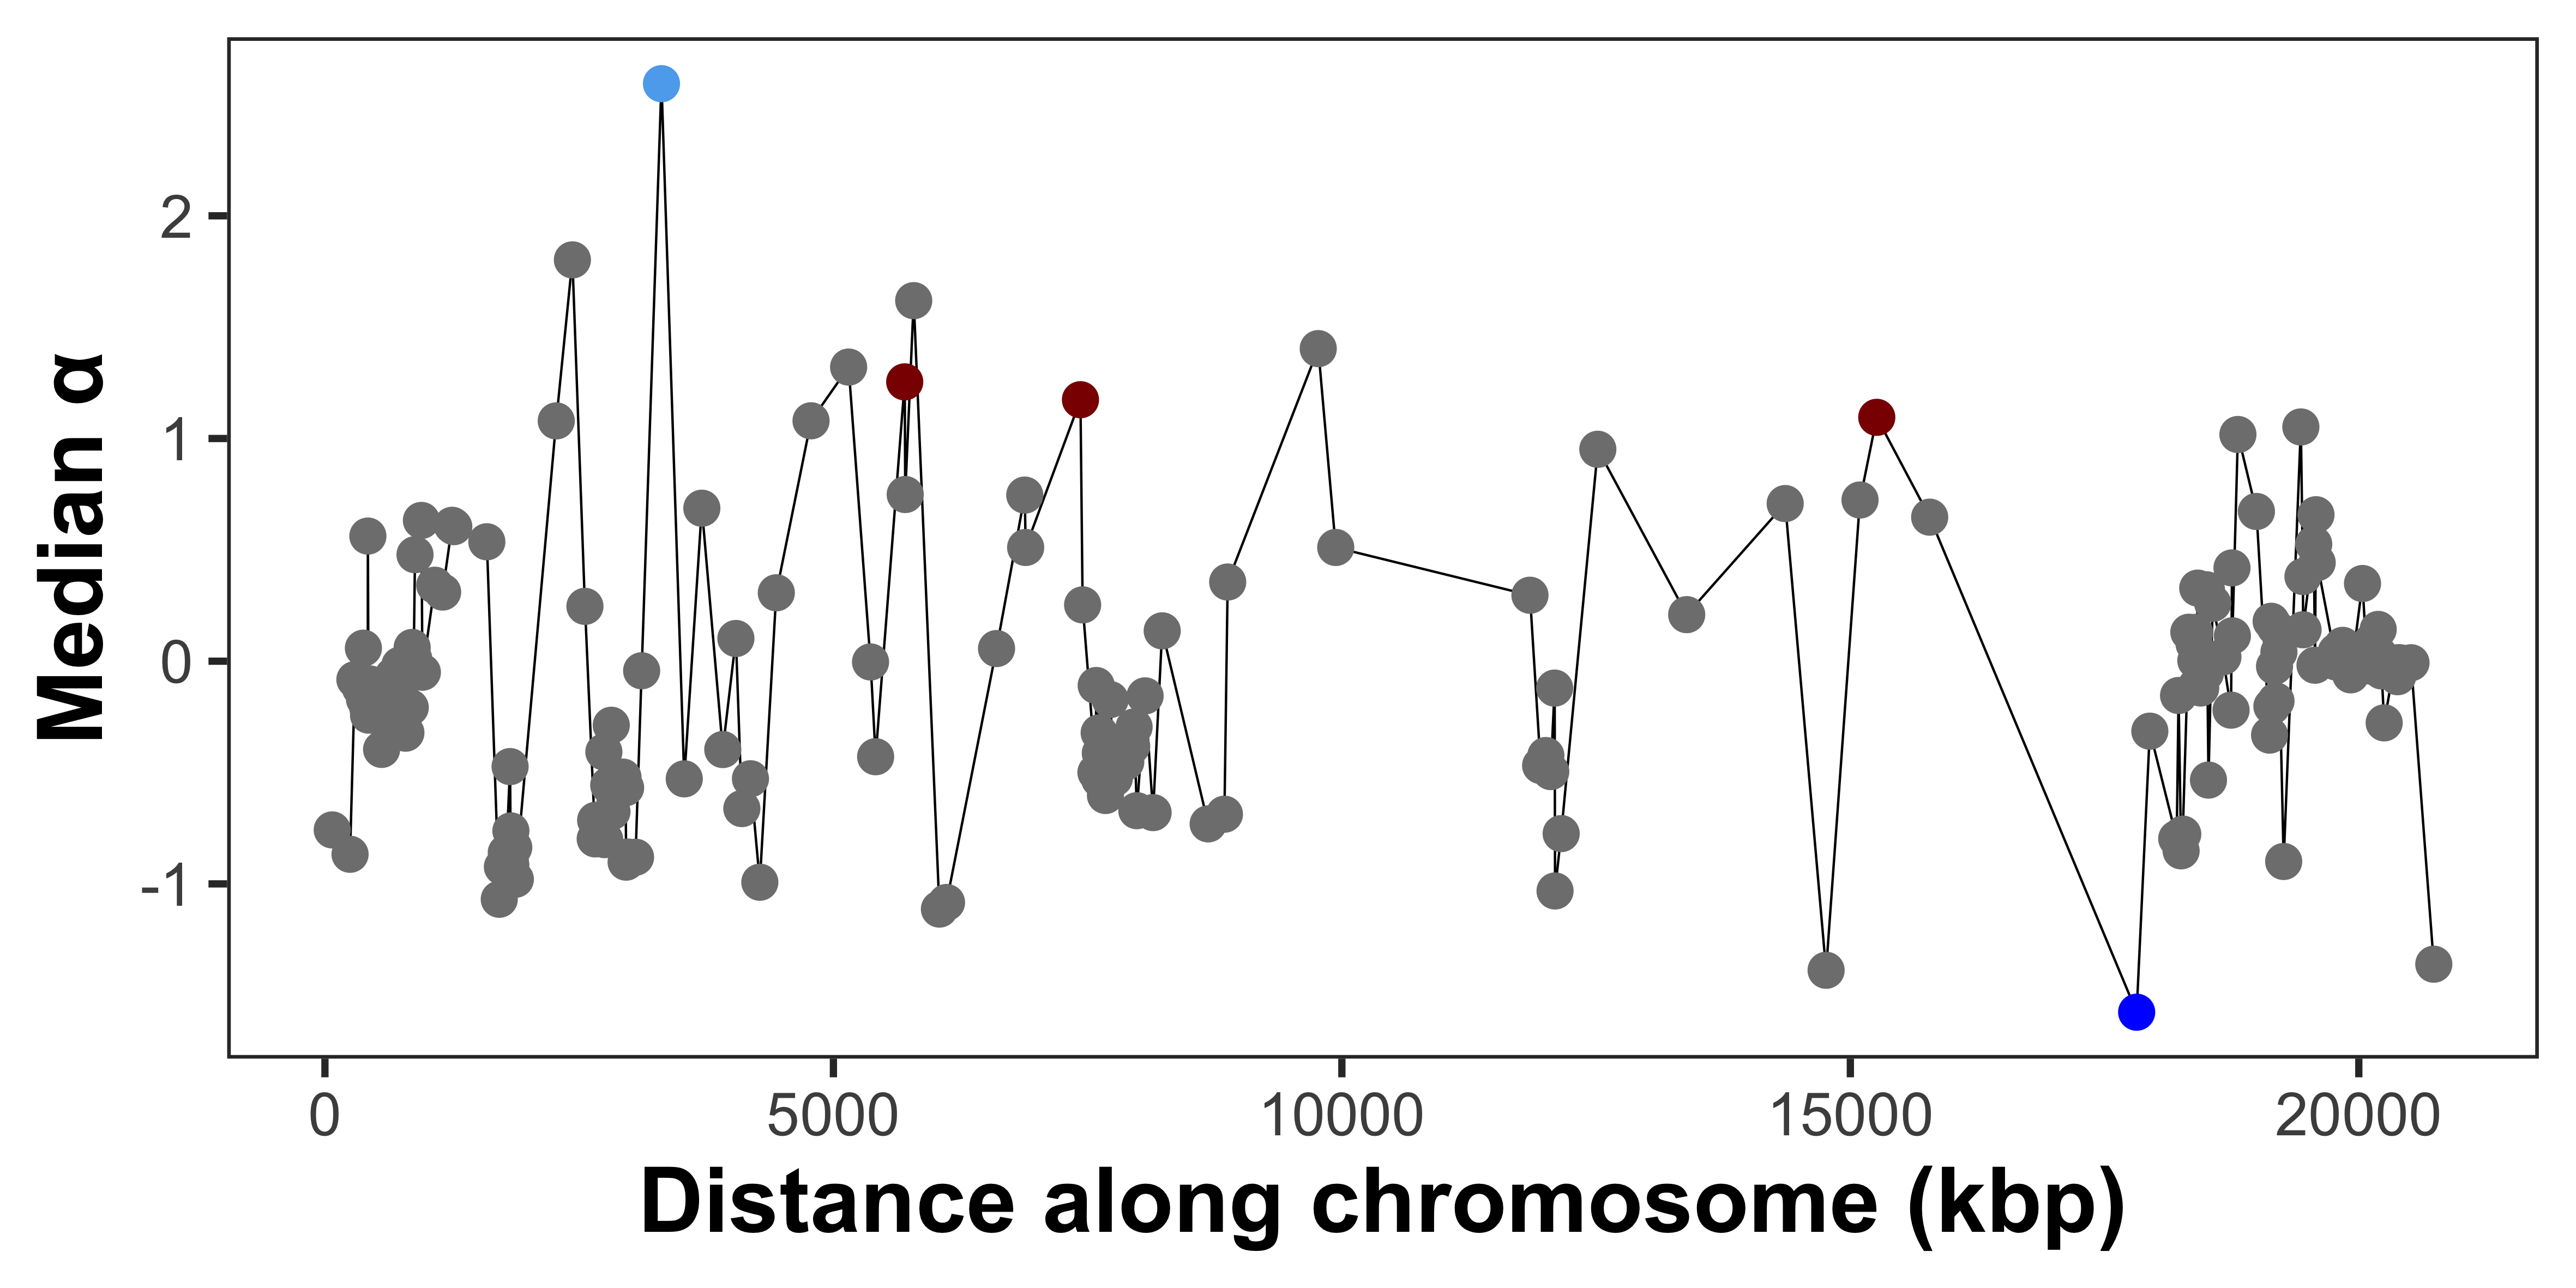 Median α
2
1
0
-1
0 5000 10000 15000 20000
Distance along chromosome (kbp)